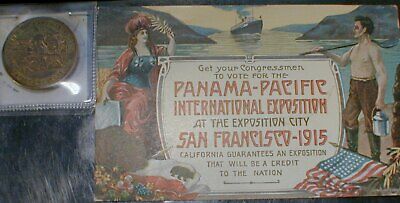 Get your Congressmen
TO VOTE FOR THE
PANAMA-PACIFIC
INTERNATIONAL EXPOSITION
AT THE EXPOSITION CITY
SAN FRANCISCO-1915
CALIFORNIA GUARANTEES AN EXPOSITION
THAT WILL BE A CREDIT
TO THE NATION